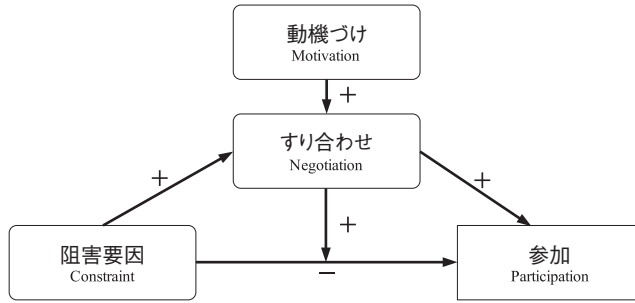 動機づけ
Motivation
+
すり合わせ
Negotiation
+
+
+
阻害要因
Constraint
−
参加
Participation